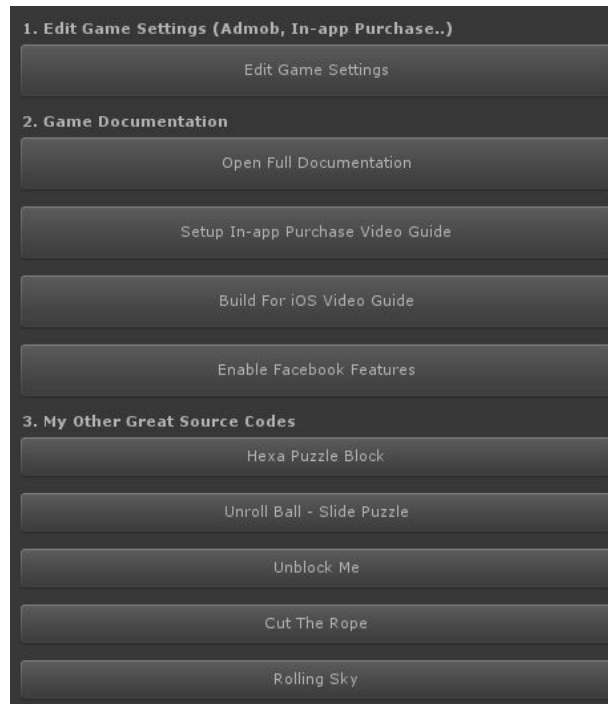 1. Edit Game Settings (Admob, In-app Purchase..)
Edit Game Settings
2. Game Documentation
Open Full Documentation
Setup In-app Purchase Video Guide
Build For iOS Video Guide
Enable Facebook Features
3. My Other Great Source Codes
Hexa Puzzle Block
Unroll Ball - Slide Puzzle
Unblock Me
Cut The Rope
Rolling Sky